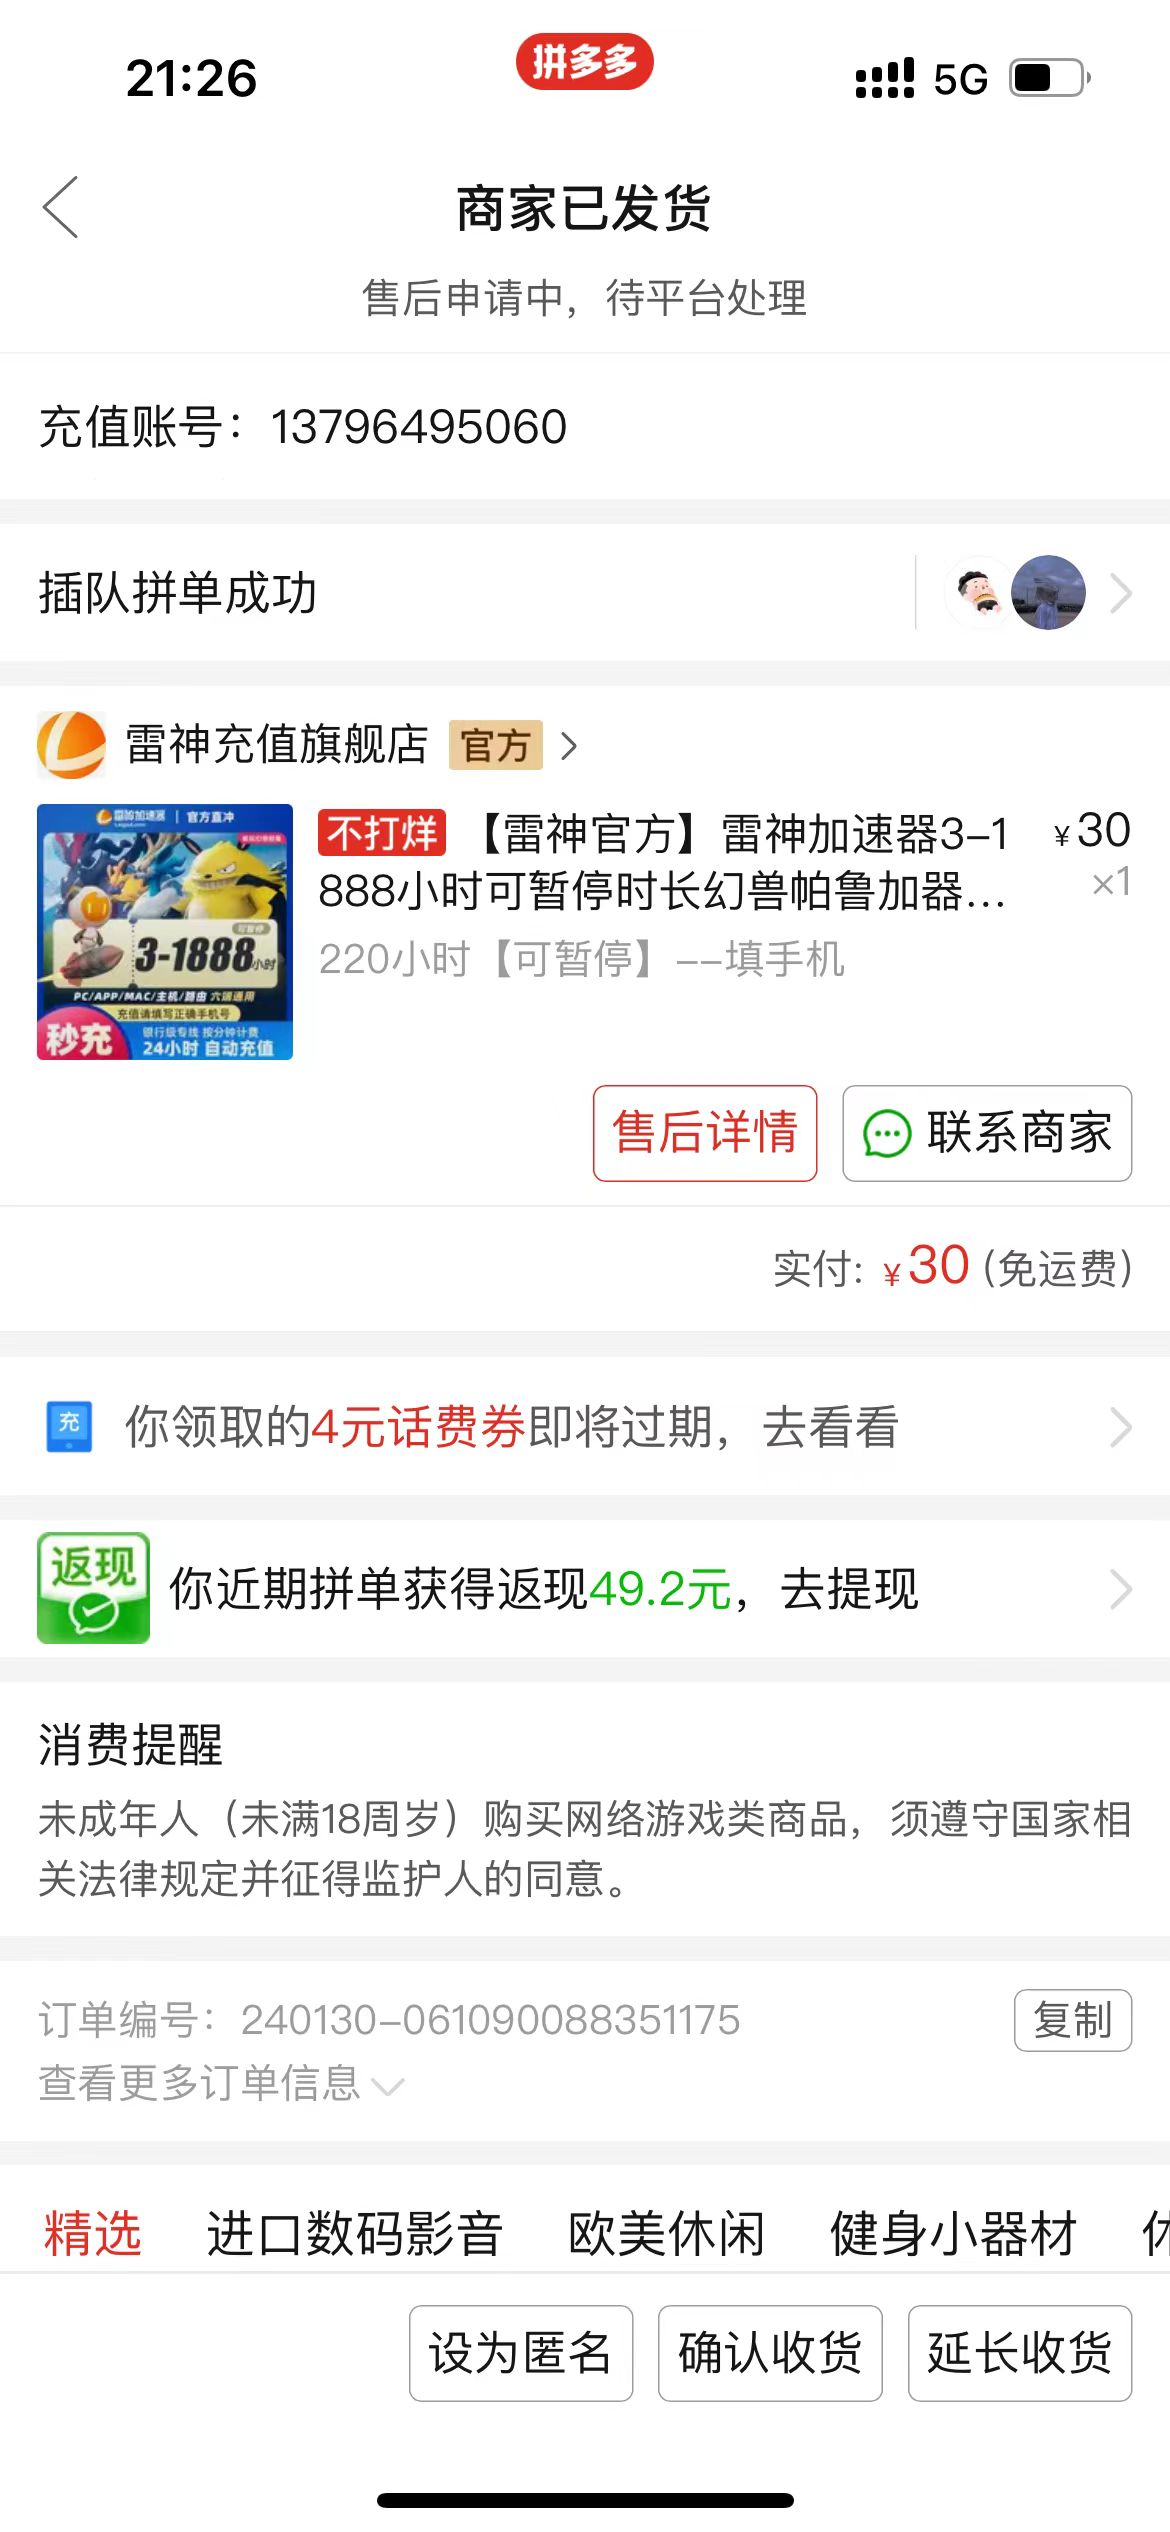 21:26
拼多多
5G
商家已发货
售后申请中，待平台处理
充值账号：13796495060
插队拼单成功
雷神充值旗舰店 官方
雷神加速器 | 官方直冲
可暂停
3-1888小时
PC/APP/MAC/主机/路由 六端通用
充值请填写正确手机号
秒充
银行级专线 按分钟计费
24小时 自动充值
不打烊 【雷神官方】雷神加速器3-1
888小时可暂停时长幻兽帕鲁加器...
¥30
×1
220小时【可暂停】--填手机
售后详情
联系商家
实付: ¥30 (免运费)
充
你领取的4元话费券即将过期，去看看
返现
你近期拼单获得返现49.2元，去提现
消费提醒
未成年人（未满18周岁）购买网络游戏类商品，须遵守国家相
关法律规定并征得监护人的同意。
订单编号：240130-061090088351175
复制
查看更多订单信息
精选 进口数码影音 欧美休闲 健身小器材
设为匿名 确认收货 延长收货